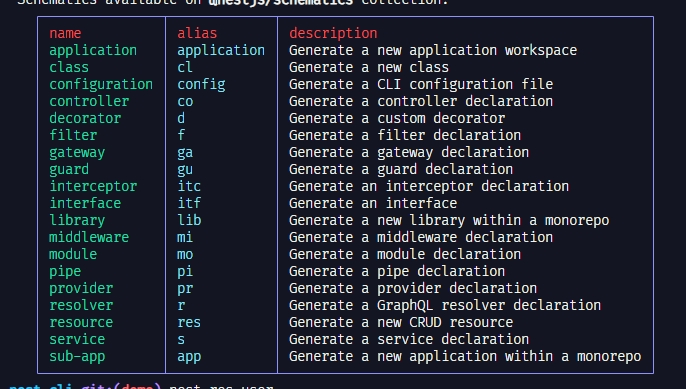 Schematics available on @nestjs/schematics collection:
name alias description
application application Generate a new application workspace
class cl Generate a new class
configuration config Generate a CLI configuration file
controller co Generate a controller declaration
decorator d Generate a custom decorator
filter f Generate a filter declaration
gateway ga Generate a gateway declaration
guard gu Generate a guard declaration
interceptor itc Generate an interceptor declaration
interface itf Generate an interface
library lib Generate a new library within a monorepo
middleware mi Generate a middleware declaration
module mo Generate a module declaration
pipe pi Generate a pipe declaration
provider pr Generate a provider declaration
resolver r Generate a GraphQL resolver declaration
resource res Generate a new CRUD resource
service s Generate a service declaration
sub-app app Generate a new application within a monorepo
nest-cli git:(demo) nest res user